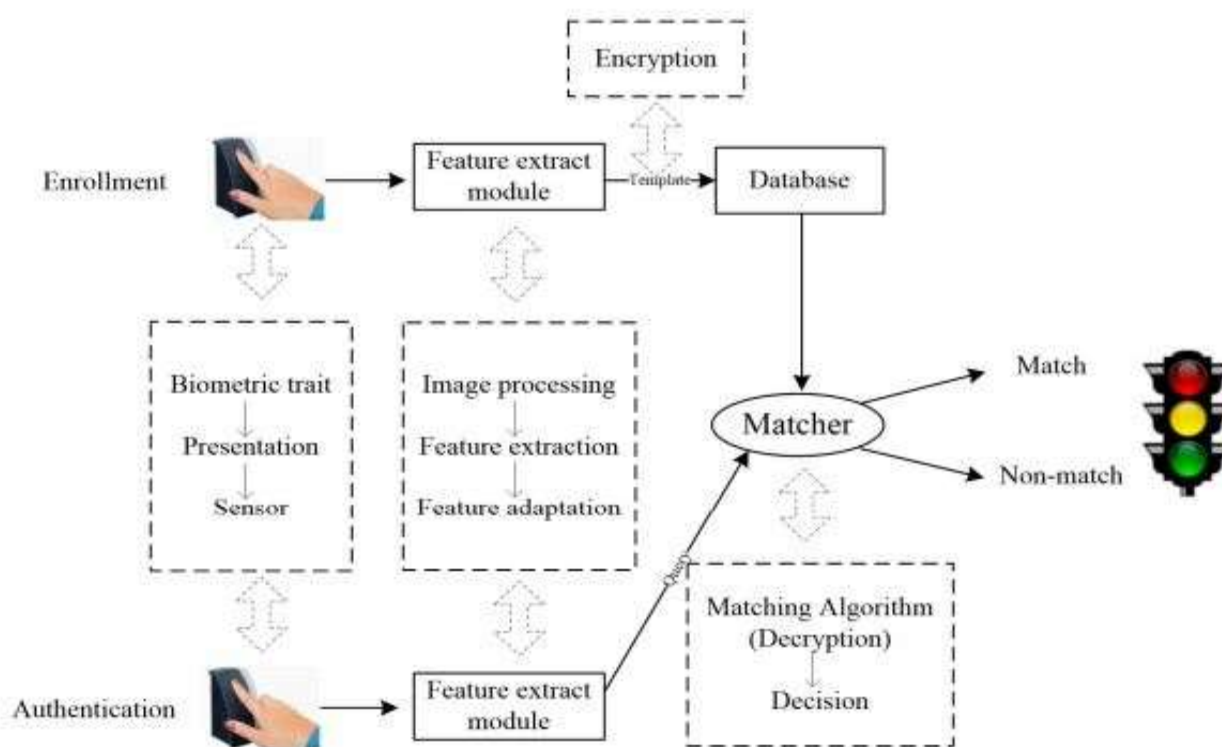 Encryption
Enrollment
Feature extract
module
Template
Database
Biometric trait
Presentation
Sensor
Image processing
Feature extraction
Feature adaptation
Matcher
Match
Non-match
Query
Matching Algorithm
(Decryption)
Decision
Authentication
Feature extract
module